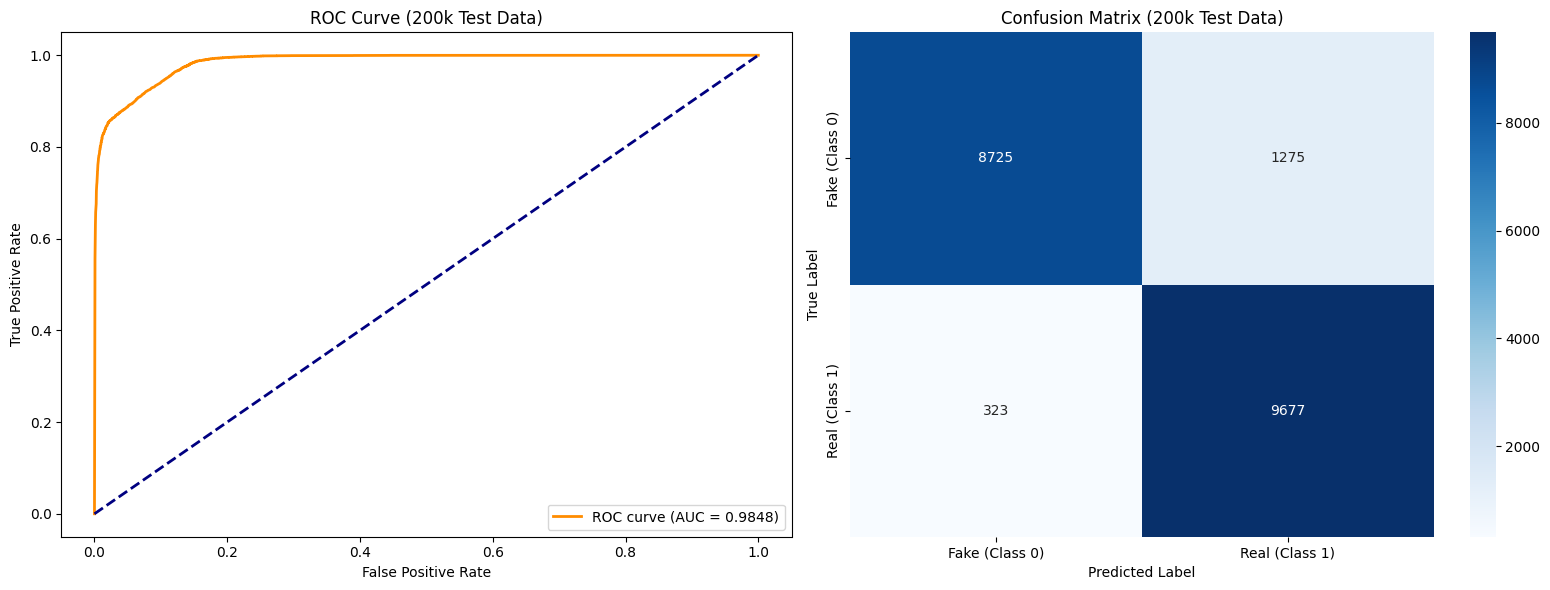 ROC Curve (200k Test Data)
True Positive Rate
1.0
0.8
0.6
0.4
0.2
0.0
ROC curve (AUC = 0.9848)
0.0 0.2 0.4 0.6 0.8 1.0
False Positive Rate
Confusion Matrix (200k Test Data)
True Label
Fake (Class 0)
8725 1275
Real (Class 1)
323 9677
Fake (Class 0) Real (Class 1)
Predicted Label
8000
6000
4000
2000